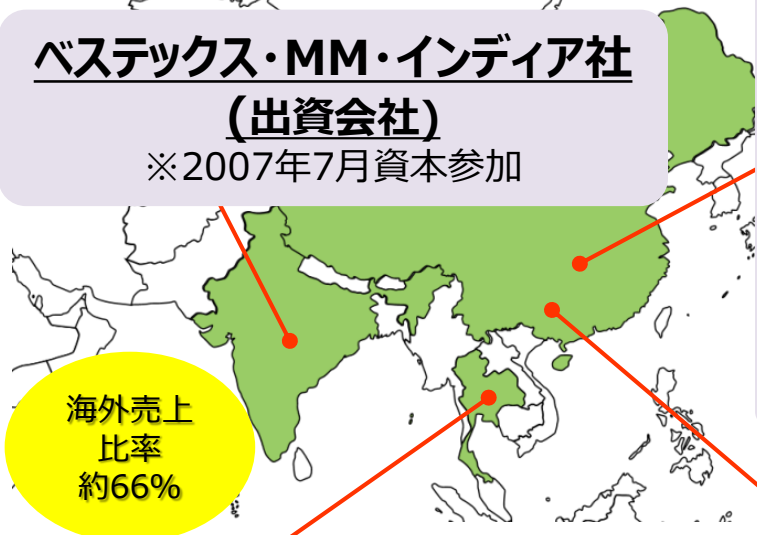 ベステックス・MM・インディア社
(出資会社)
※2007年7月資本参加
海外売上
比率
約66%